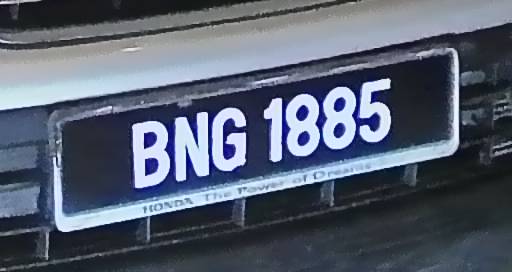 BNG 1885
HONDA The Power of Dreams